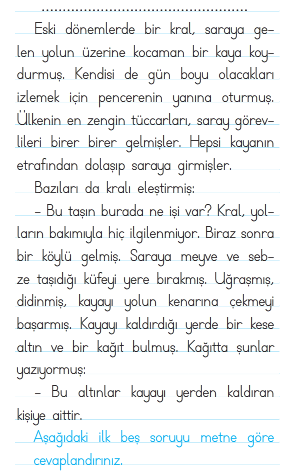 ..................................................
Eski dönemlerde bir kral, saraya ge-
len yolun üzerine kocaman bir kaya koy-
durmuş. Kendisi de gün boyu olacakları
izlemek için pencerenin yanına oturmuş.
Ülkenin en zengin tüccarları, saray görev-
lileri birer birer gelmişler. Hepsi kayanın
etrafından dolaşıp saraya girmişler.
Bazıları da kralı eleştirmiş:
- Bu taşın burada ne işi var? Kral, yol-
ların bakımıyla hiç ilgilenmiyor. Biraz sonra
bir köylü gelmiş. Saraya meyve ve seb-
ze taşıdığı küfeyi yere bırakmış. Uğraşmış,
didinmiş, kayayı yolun kenarına çekmeyi
başarmış. Kayayı kaldırdığı yerde bir kese
altın ve bir kağıt bulmuş. Kağıtta şunlar
yazıyormuş:
- Bu altınlar kayayı yerden kaldıran
kişiye aittir.
Aşağıdaki ilk beş soruyu metne göre
cevaplandırınız.